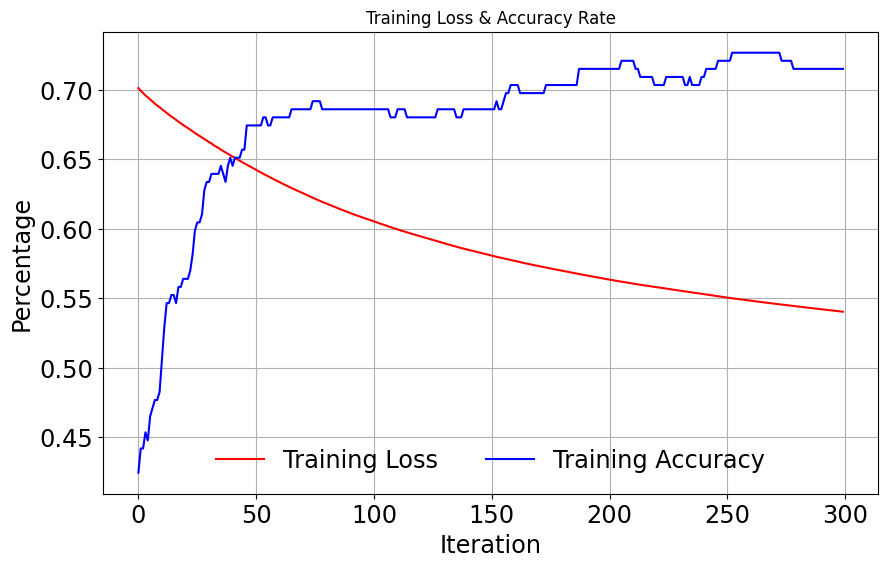 Training Loss & Accuracy Rate
0.70
0.65
0.60
0.55
0.50
0.45
Percentage
Training Loss
Training Accuracy
0
50
100
150
200
250
300
Iteration